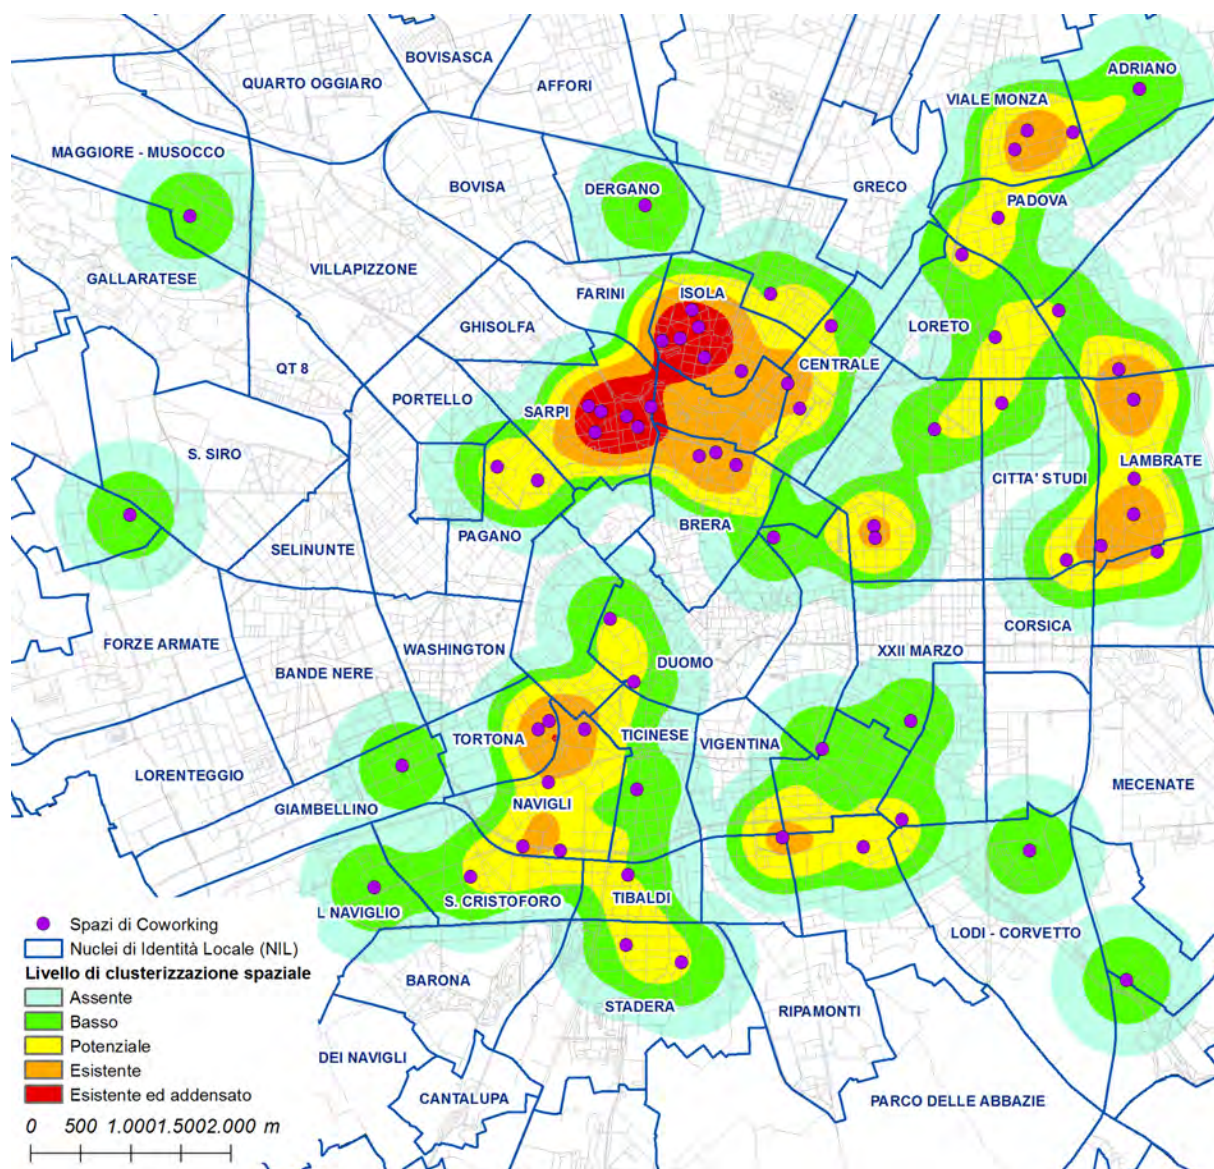 BOVISASCA
ADRIANO
QUARTO OGGIARO
AFFORI
VIALE MONZA
MAGGIORE - MUSOCCO
BOVISA
DERGANO
GRECO
PADOVA
GALLARATESE
VILLAPIZZONE
FARINI
ISOLA
GHISOLFA
LORETO
QT 8
CENTRALE
PORTELLO
SARPI
S. SIRO
LAMBRATE
CITTA' STUDI
BRERA
PAGANO
SELINUNTE
CORSICA
FORZE ARMATE
WASHINGTON
XXII MARZO
BANDE NERE
DUOMO
TORTONA
TICINESE
VIGENTINA
LORENTEGGIO
MECENATE
GIAMBELLINO
NAVIGLI
S. CRISTOFORO
TIBALDI
L NAVIGLIO
LODI - CORVETTO
BARONA
STADERA
RIPAMONTI
DEI NAVIGLI
CANTALUPA
PARCO DELLE ABBAZIE
Spazi di Coworking
Nuclei di Identità Locale (NIL)
Livello di clusterizzazione spaziale
Assente
Basso
Potenziale
Esistente
Esistente ed addensato
0 500 1.000 1.500 2.000 m